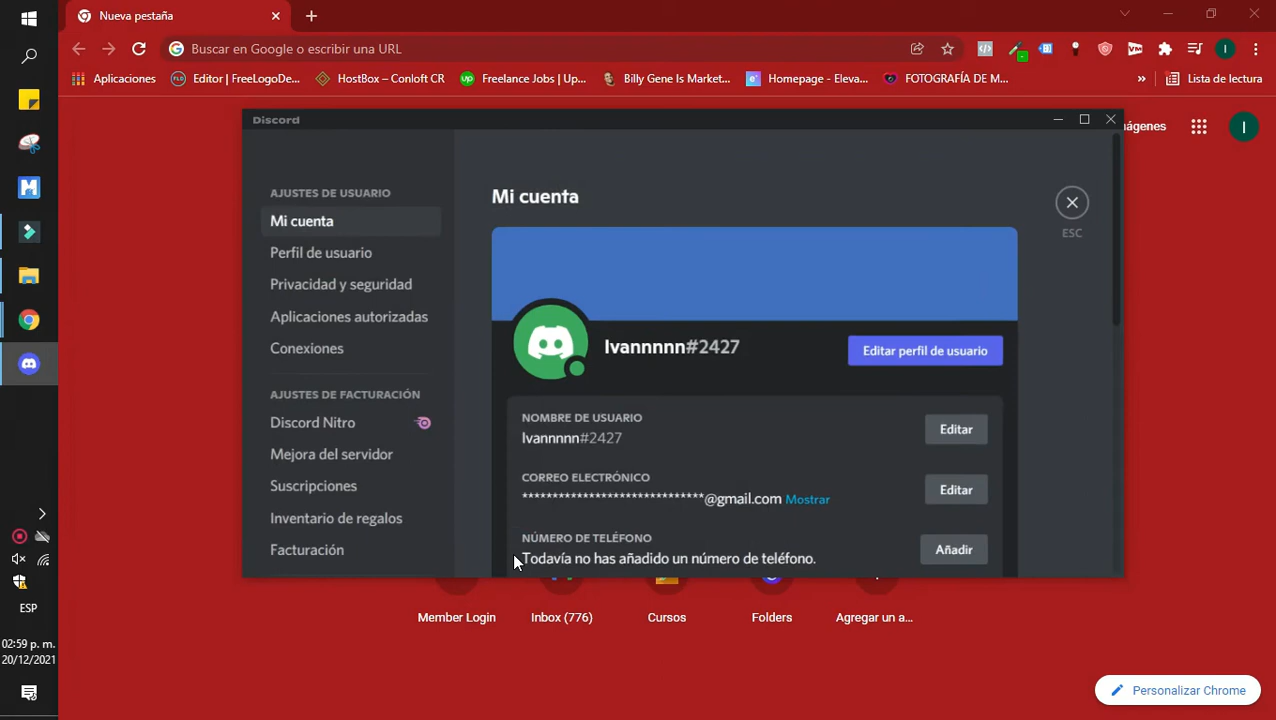 Nueva pestaña
Buscar en Google o escribir una URL
Aplicaciones
Editor | FreeLogoDe...
HostBox – Conloft CR
Freelance Jobs | Up...
Billy Gene Is Market...
Homepage - Eleva...
FOTOGRAFÍA DE M...
»
Lista de lectura
Discord
ágenes
I
AJUSTES DE USUARIO
Mi cuenta
Perfil de usuario
Privacidad y seguridad
Aplicaciones autorizadas
Conexiones
AJUSTES DE FACTURACIÓN
Discord Nitro
Mejora del servidor
Suscripciones
Inventario de regalos
Facturación
Mi cuenta
ESC
Ivannnnn#2427
Editar perfil de usuario
NOMBRE DE USUARIO
Ivannnnn#2427
Editar
CORREO ELECTRÓNICO
******************************@gmail.com Mostrar
Editar
NÚMERO DE TELÉFONO
Todavía no has añadido un número de teléfono.
Añadir
Member Login
Inbox (776)
Cursos
Folders
Agregar un a...
Personalizar Chrome
ESP
02:59 p. m.
20/12/2021